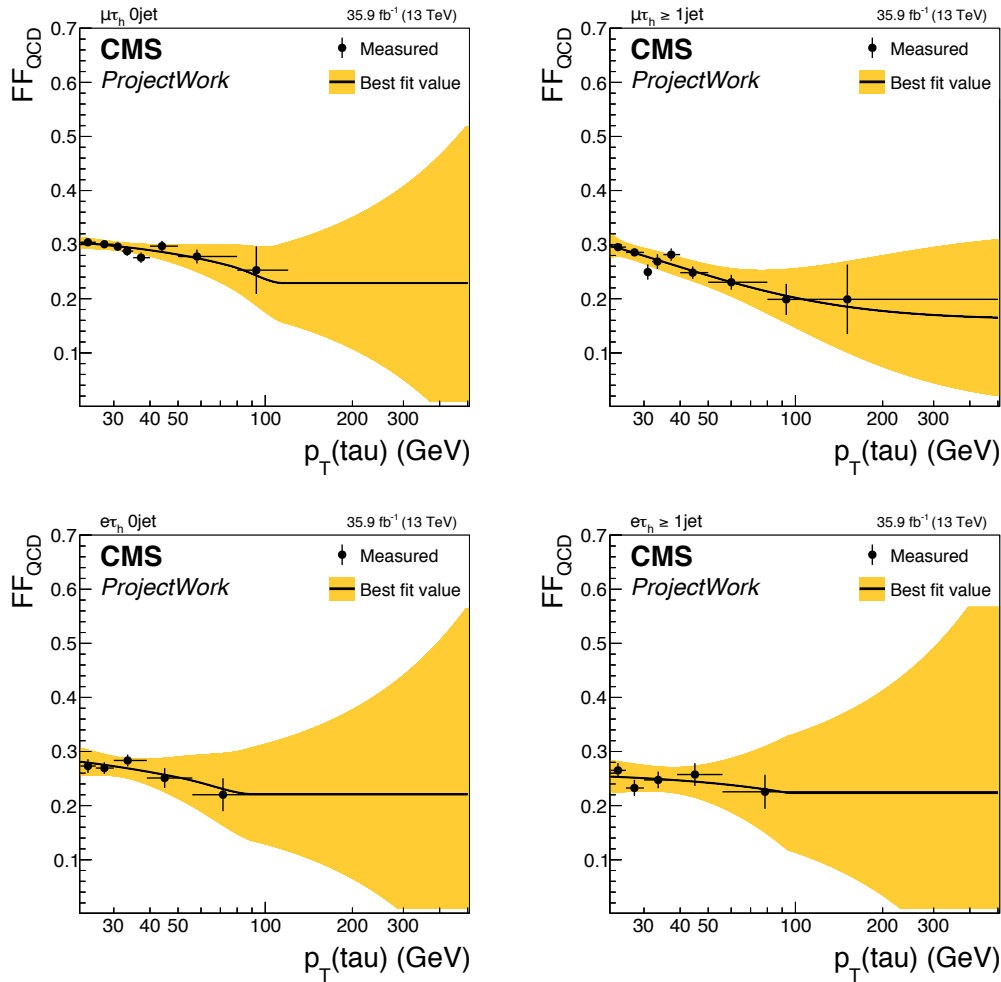 μτh 0jet 35.9 fb-1 (13 TeV)
FFQCD
CMS
ProjectWork
Measured
Best fit value
0.7
0.6
0.5
0.4
0.3
0.2
0.1
30 40 50 100 200 300
pT(tau) (GeV)
μτh ≥ 1jet 35.9 fb-1 (13 TeV)
FFQCD
CMS
ProjectWork
Measured
Best fit value
0.7
0.6
0.5
0.4
0.3
0.2
0.1
30 40 50 100 200 300
pT(tau) (GeV)
eτh 0jet 35.9 fb-1 (13 TeV)
FFQCD
CMS
ProjectWork
Measured
Best fit value
0.7
0.6
0.5
0.4
0.3
0.2
0.1
30 40 50 100 200 300
pT(tau) (GeV)
eτh ≥ 1jet 35.9 fb-1 (13 TeV)
FFQCD
CMS
ProjectWork
Measured
Best fit value
0.7
0.6
0.5
0.4
0.3
0.2
0.1
30 40 50 100 200 300
pT(tau) (GeV)